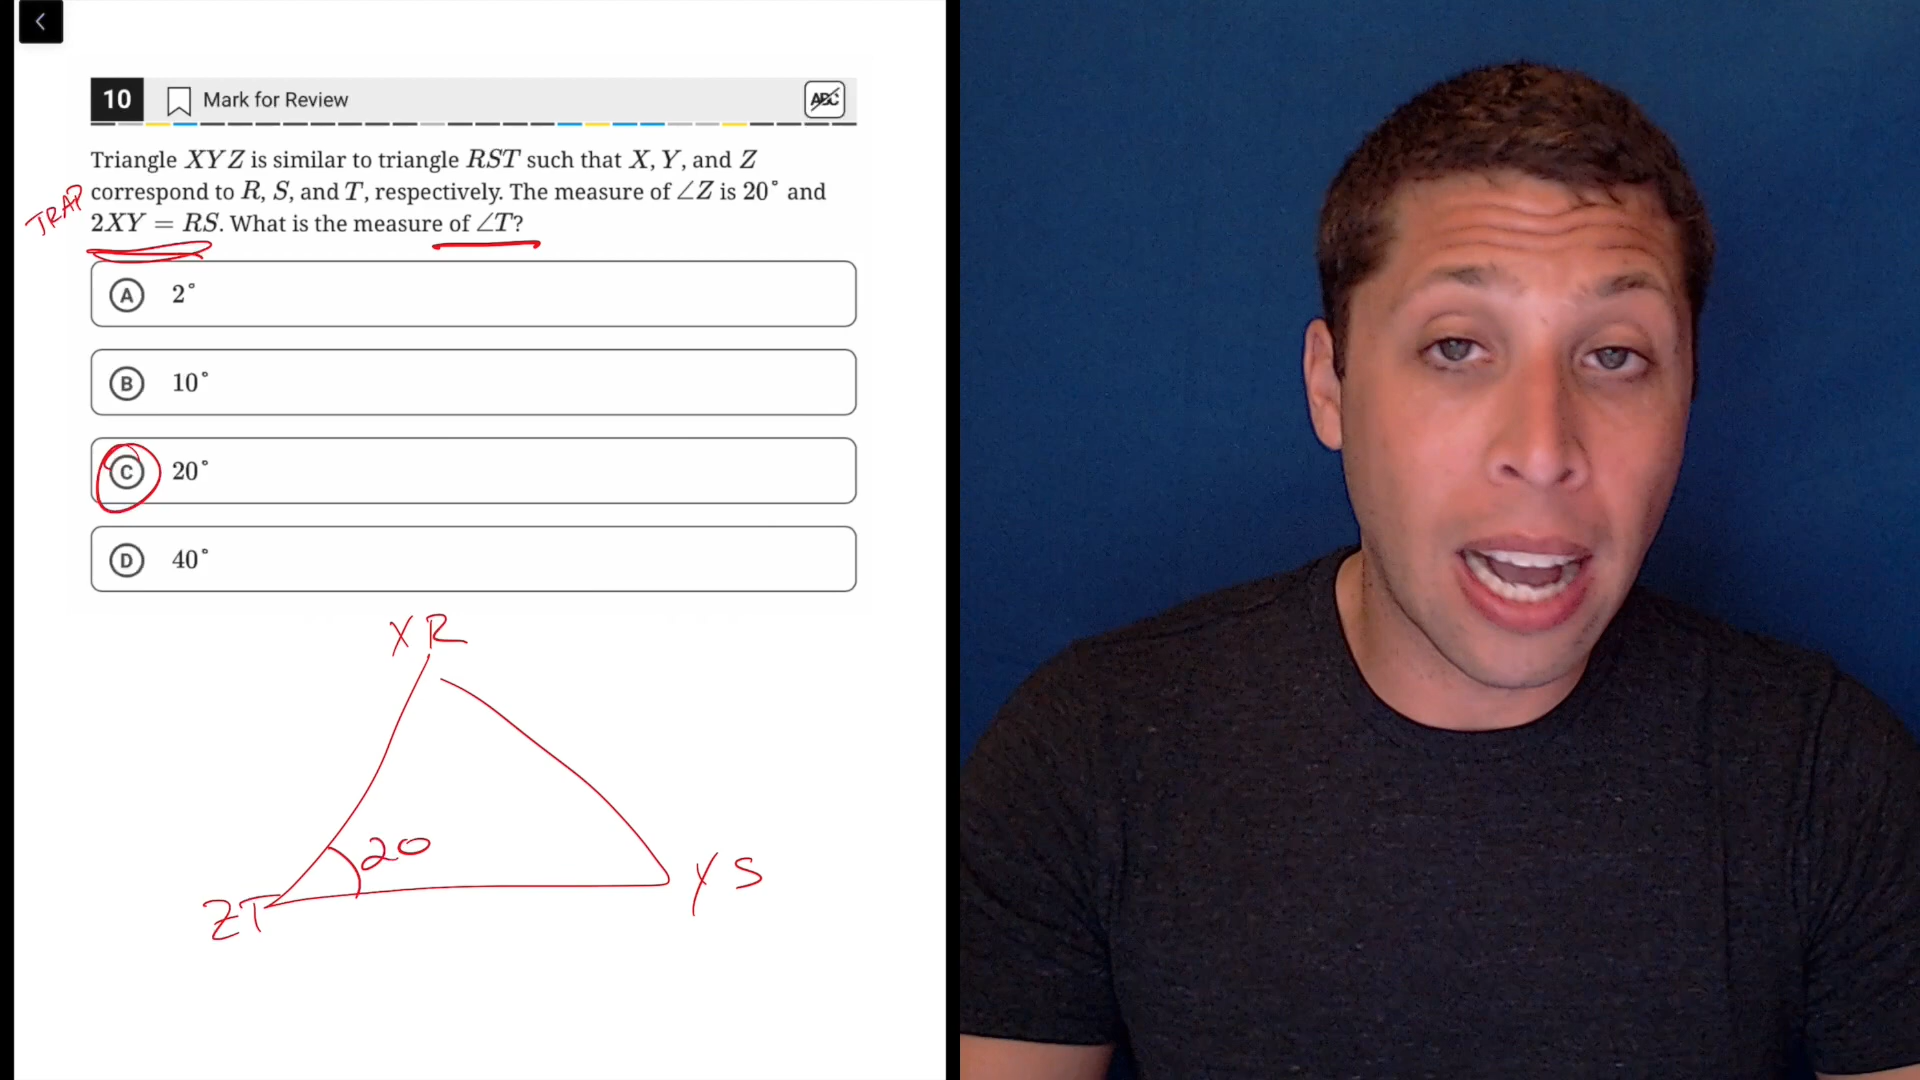 10 Mark for Review ABC
Triangle XYZ is similar to triangle RST such that X, Y, and Z
TRAP correspond to R, S, and T, respectively. The measure of ∠Z is 20° and
2XY = RS. What is the measure of ∠T?
A 2°
B 10°
C 20°
D 40°
X R
20
Y S
ZT